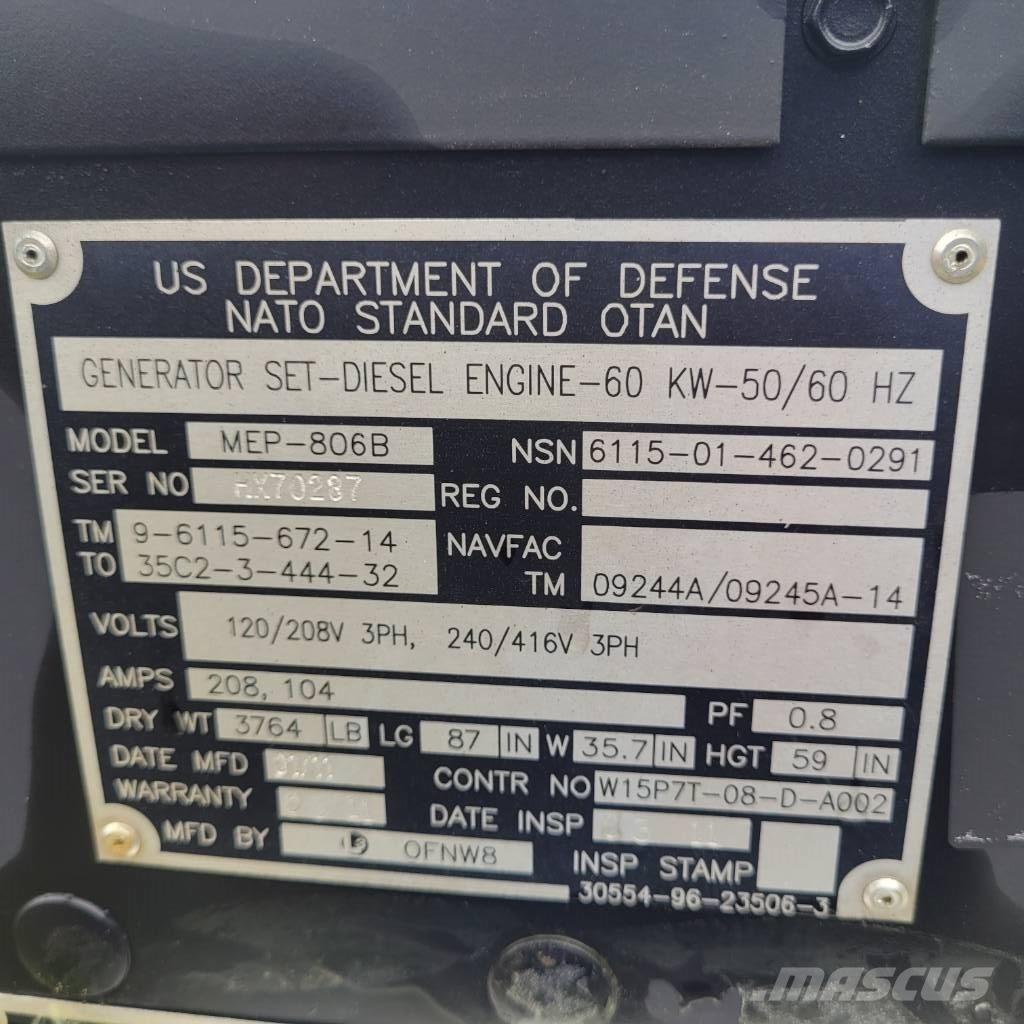 US DEPARTMENT OF DEFENSE
NATO STANDARD OTAN
GENERATOR SET-DIESEL ENGINE-60 KW-50/60 HZ
MODEL MEP-806B NSN 6115-01-462-0291
SER NO HX70287 REG NO.
TM 9-6115-672-14 NAVFAC
TO 35C2-3-444-32 TM 09244A/09245A-14
VOLTS 120/208V 3PH, 240/416V 3PH
AMPS 208, 104 PF 0.8
DRY WT 3764 LB LG 87 IN W 35.7 IN HGT 59 IN
DATE MFD CONTR NO W15P7T-08-D-A002
WARRANTY DATE INSP
MFD BY 0FNW8 INSP STAMP
30554-96-23506-3
MASCUS